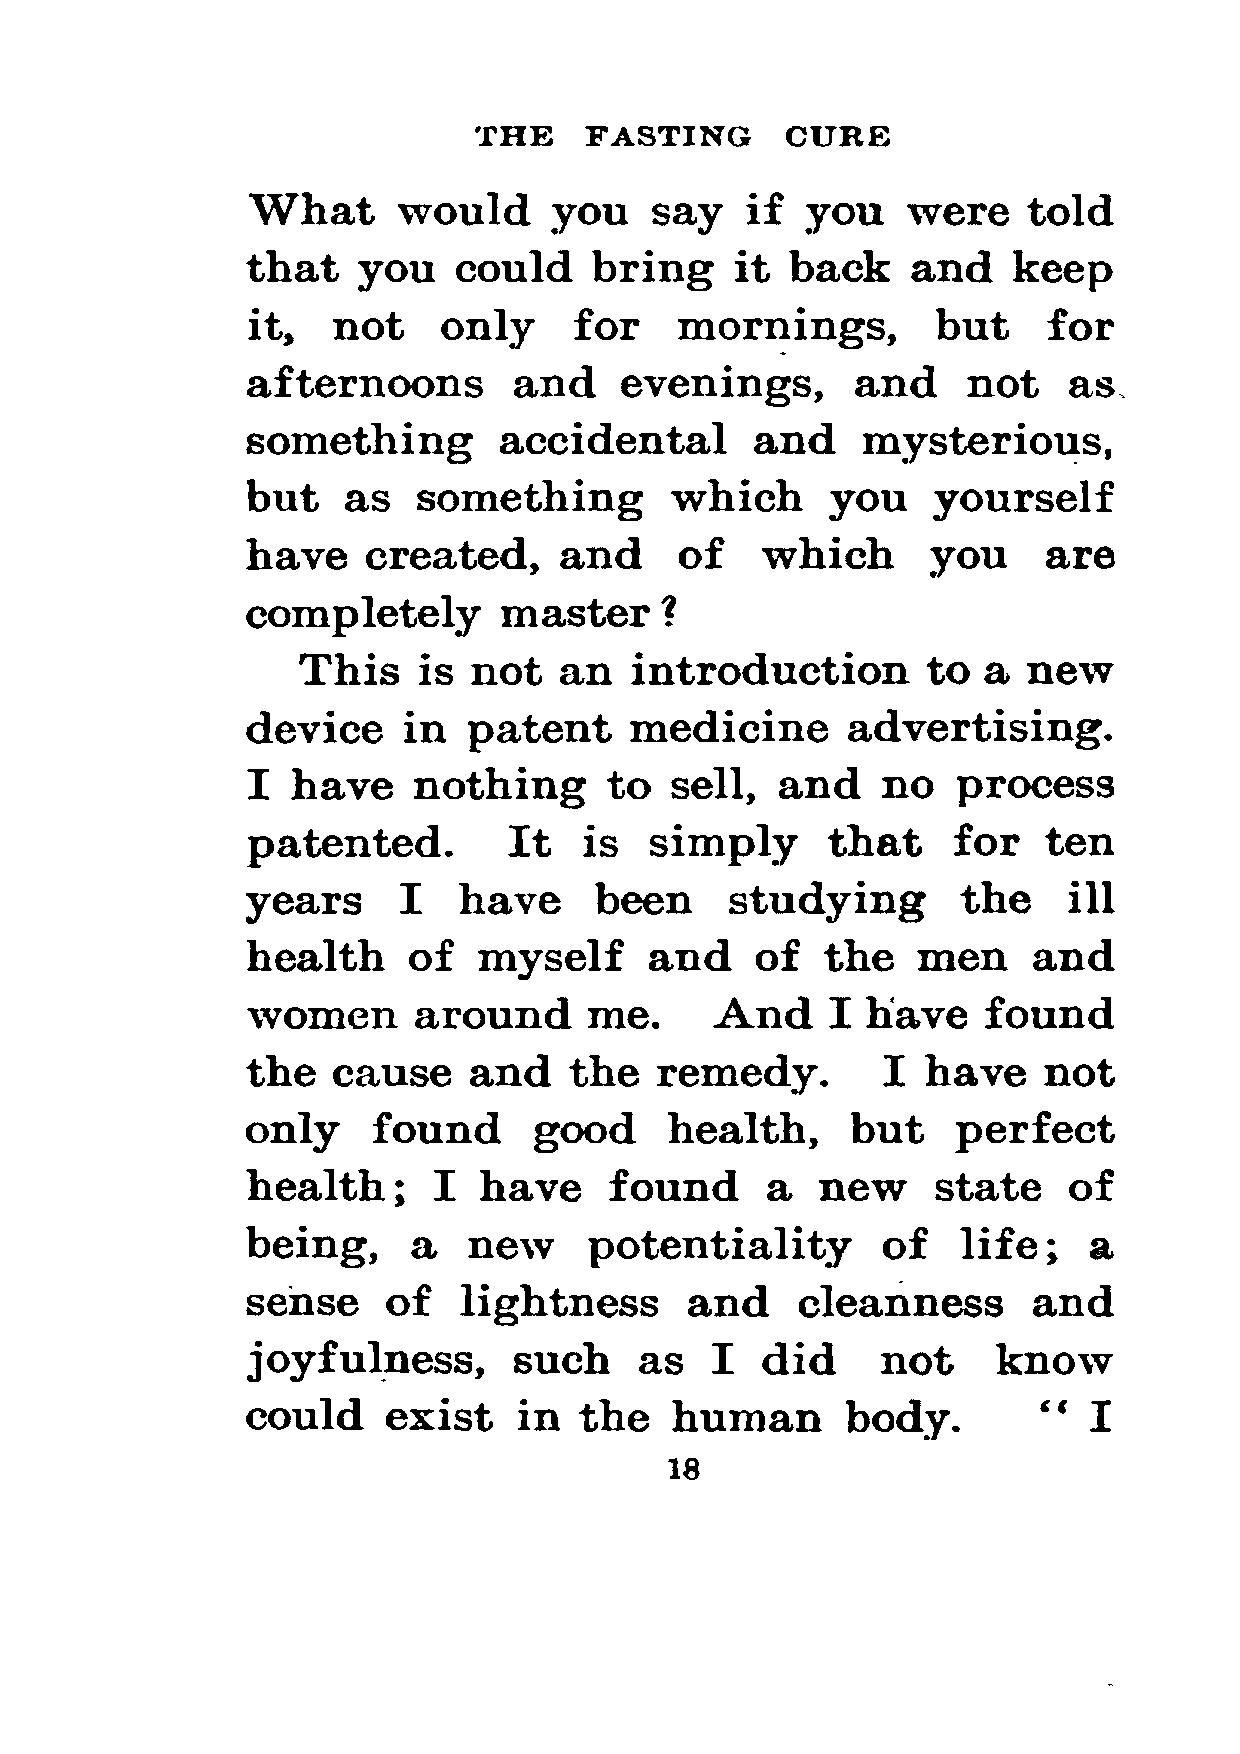 THE FASTING CURE
What would you say if you were told
that you could bring it back and keep
it, not only for mornings, but for
afternoons and evenings, and not as
something accidental and mysterious,
but as something which you yourself
have created, and of which you are
completely master ?
This is not an introduction to a new
device in patent medicine advertising.
I have nothing to sell, and no process
patented. It is simply that for ten
years I have been studying the ill
health of myself and of the men and
women around me. And I have found
the cause and the remedy. I have not
only found good health, but perfect
health; I have found a new state of
being, a new potentiality of life; a
sense of lightness and cleanness and
joyfulness, such as I did not know
could exist in the human body. “ I
18